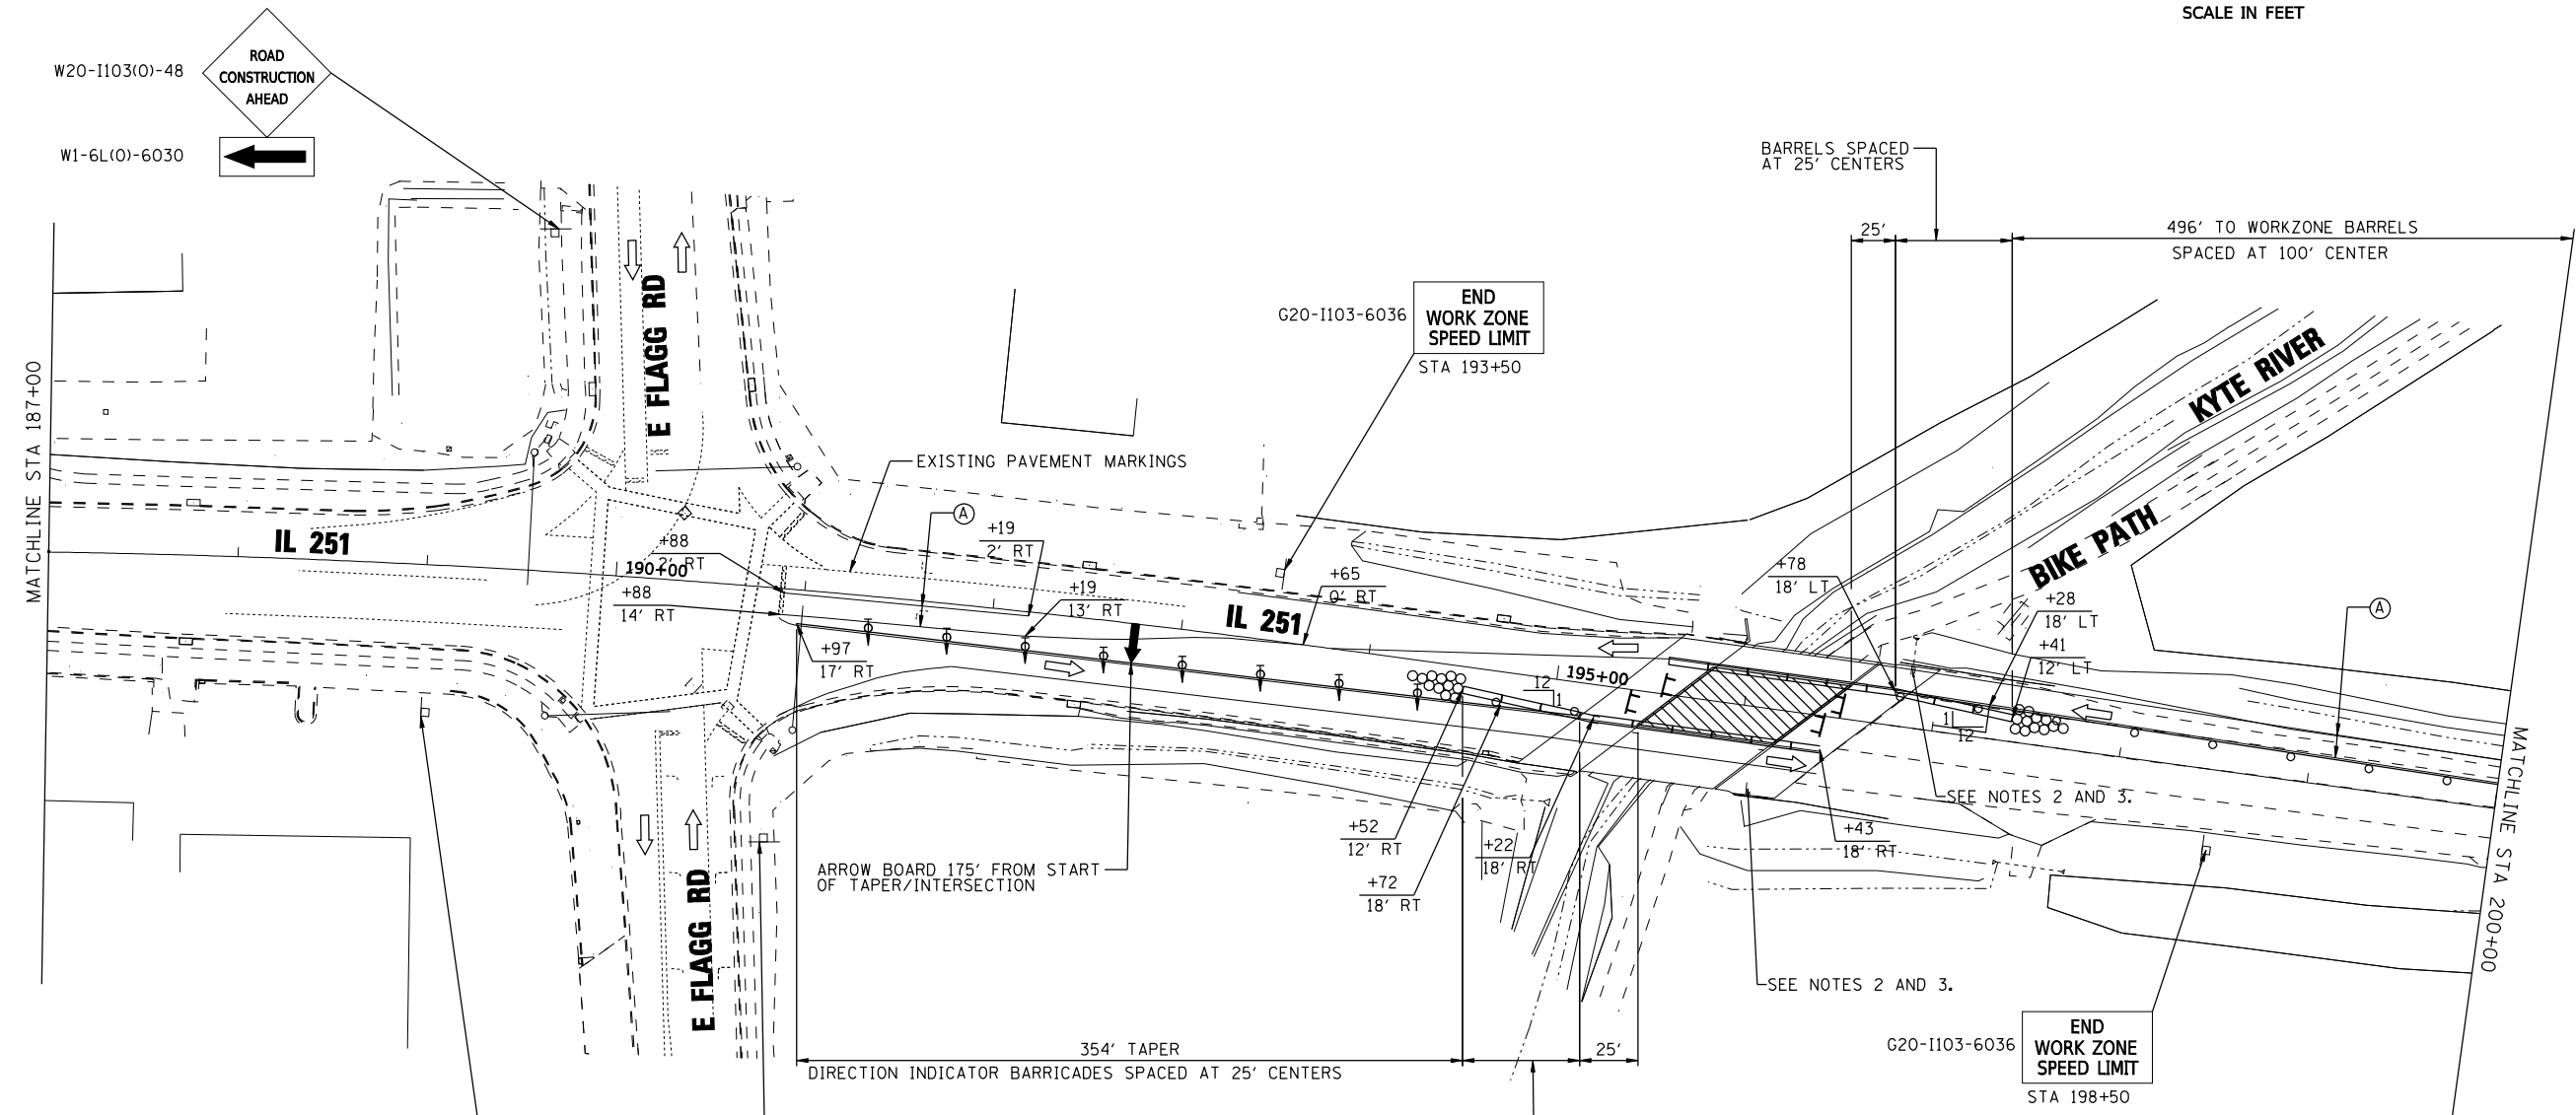 SCALE IN FEET
W20-I103(O)-48
ROAD
CONSTRUCTION
AHEAD
W1-6L(O)-6030
BARRELS SPACED
AT 25' CENTERS
25'
496' TO WORKZONE BARRELS
SPACED AT 100' CENTER
G20-I103-6036
END
WORK ZONE
SPEED LIMIT
STA 193+50
E FLAGG RD
KYTE RIVER
BIKE PATH
MATCHLINE STA 187+00
EXISTING PAVEMENT MARKINGS
A
IL 251
+88
2' RT
190+00
+88
14' RT
+19
2' RT
+19
13' RT
+65
0' RT
IL 251
+78
18' LT
+28
18' LT
+41
12' LT
A
+97
17' RT
12
1
195+00
1
12
MATCHLINE STA 200+00
SEE NOTES 2 AND 3.
+52
12' RT
+22
18' RT
+43
18' RT
+72
18' RT
ARROW BOARD 175' FROM START
OF TAPER/INTERSECTION
E FLAGG RD
SEE NOTES 2 AND 3.
354' TAPER
25'
DIRECTION INDICATOR BARRICADES SPACED AT 25' CENTERS
G20-I103-6036
END
WORK ZONE
SPEED LIMIT
STA 198+50